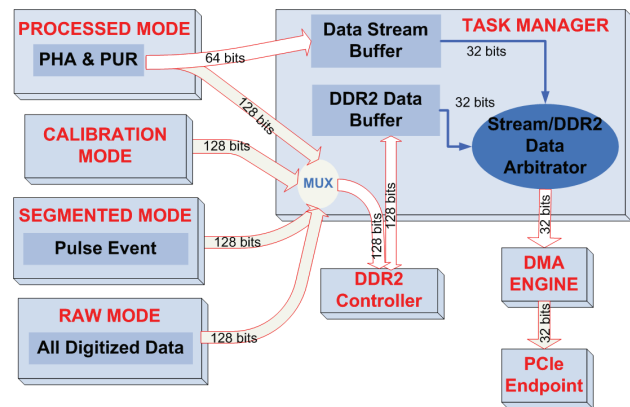 PROCESSED MODE
PHA & PUR
64 bits
128 bits
CALIBRATION
MODE
128 bits
SEGMENTED MODE
Pulse Event
128 bits
RAW MODE
All Digitized Data
128 bits
MUX
TASK MANAGER
Data Stream
Buffer
32 bits
DDR2 Data
Buffer
32 bits
Stream/DDR2
Data
Arbitrator
128 bits
128 bits
DDR2
Controller
32 bits
DMA
ENGINE
32 bits
PCIe
Endpoint